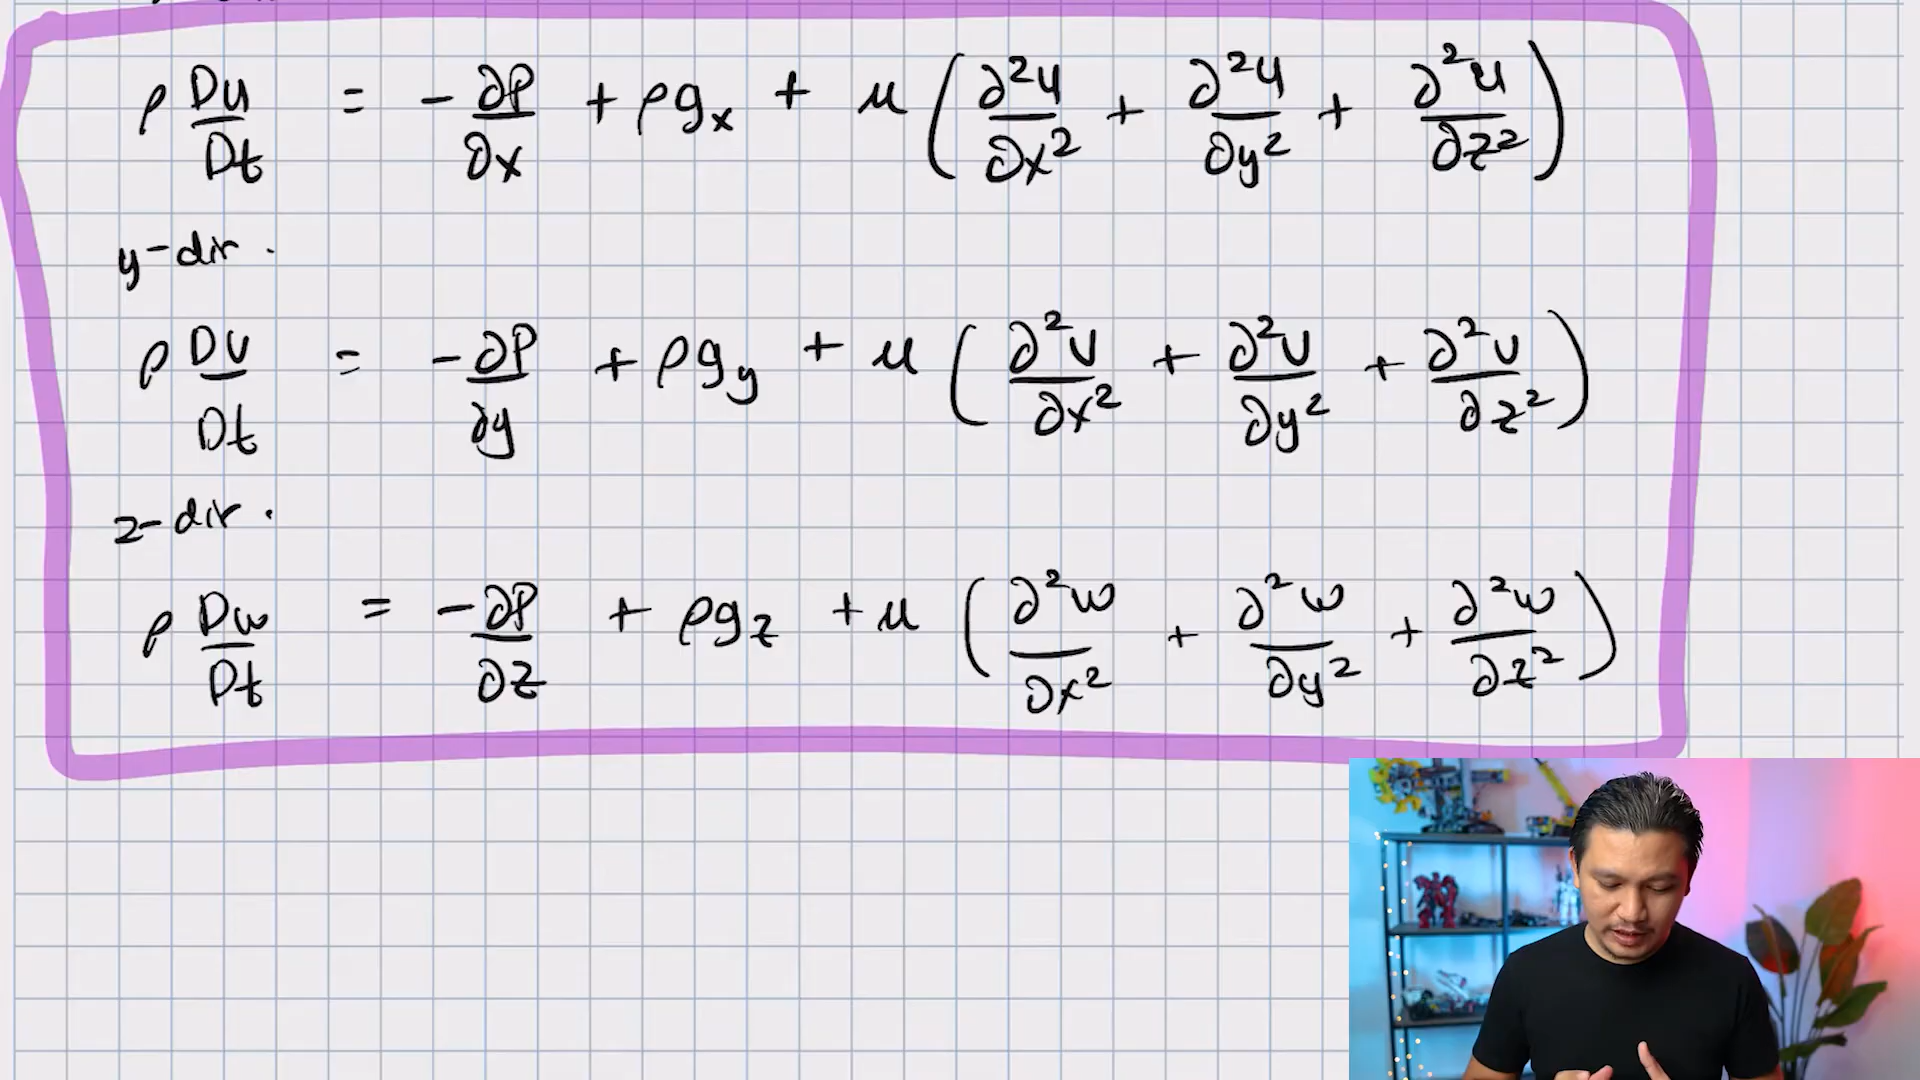 ρ Du/Dt = - ∂P/∂x + ρg_x + μ (∂²u/∂x² + ∂²u/∂y² + ∂²u/∂z²)
y-dir.
ρ Dv/Dt = - ∂P/∂y + ρg_y + μ (∂²v/∂x² + ∂²v/∂y² + ∂²v/∂z²)
z-dir.
ρ Dw/Dt = - ∂P/∂z + ρg_z + μ (∂²w/∂x² + ∂²w/∂y² + ∂²w/∂z²)